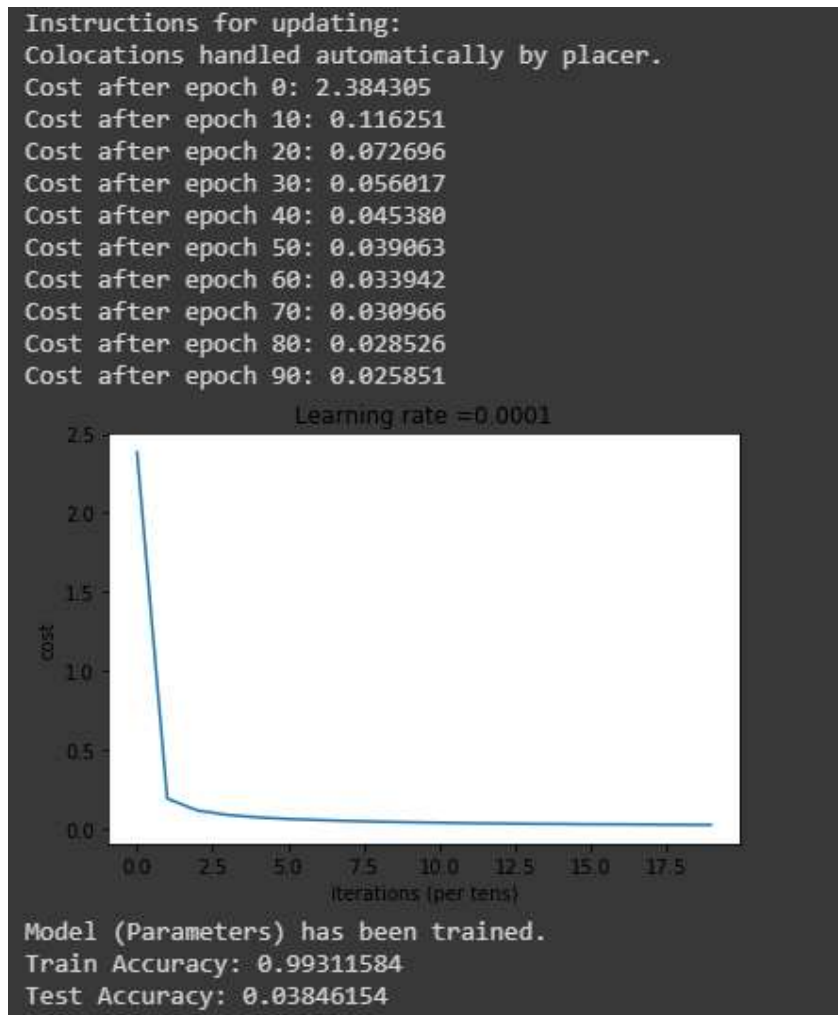 Instructions for updating:
Colocations handled automatically by placer.
Cost after epoch 0: 2.384305
Cost after epoch 10: 0.116251
Cost after epoch 20: 0.072696
Cost after epoch 30: 0.056017
Cost after epoch 40: 0.045380
Cost after epoch 50: 0.039063
Cost after epoch 60: 0.033942
Cost after epoch 70: 0.030966
Cost after epoch 80: 0.028526
Cost after epoch 90: 0.025851
Learning rate =0.0001
2.5
2.0
1.5
1.0
0.5
0.0
cost
0.0 2.5 5.0 7.5 10.0 12.5 15.0 17.5
iterations (per tens)
Model (Parameters) has been trained.
Train Accuracy: 0.99311584
Test Accuracy: 0.03846154